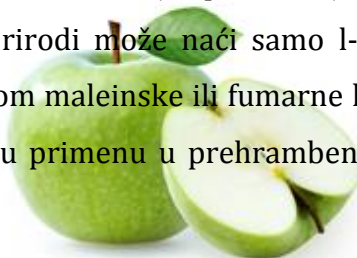 rirodi može naći samo l-
om maleinske ili fumarne
u primenu u prehramben